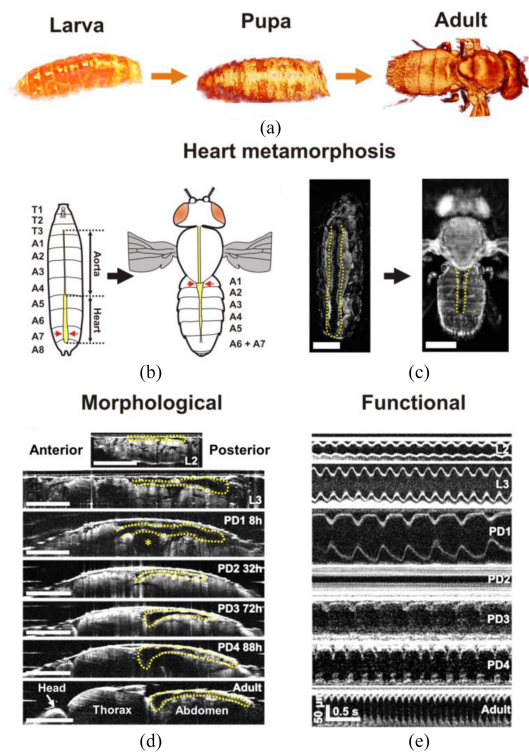 Larva
Pupa
Adult
(a)
Heart metamorphosis
T1
T2
T3
A1
A2
A3
A4
A5
A6
A7
A8
Aorta
Heart
A1
A2
A3
A4
A5
A6 + A7
(b)
(c)
Morphological
Anterior
Posterior
L2
L3
PD1 8h
*
PD2 32h
PD3 72h
PD4 88h
Adult
Head
Thorax
Abdomen
(d)
Functional
L2
L3
PD1
PD2
PD3
PD4
Adult
50 µm
0.5 s
(e)